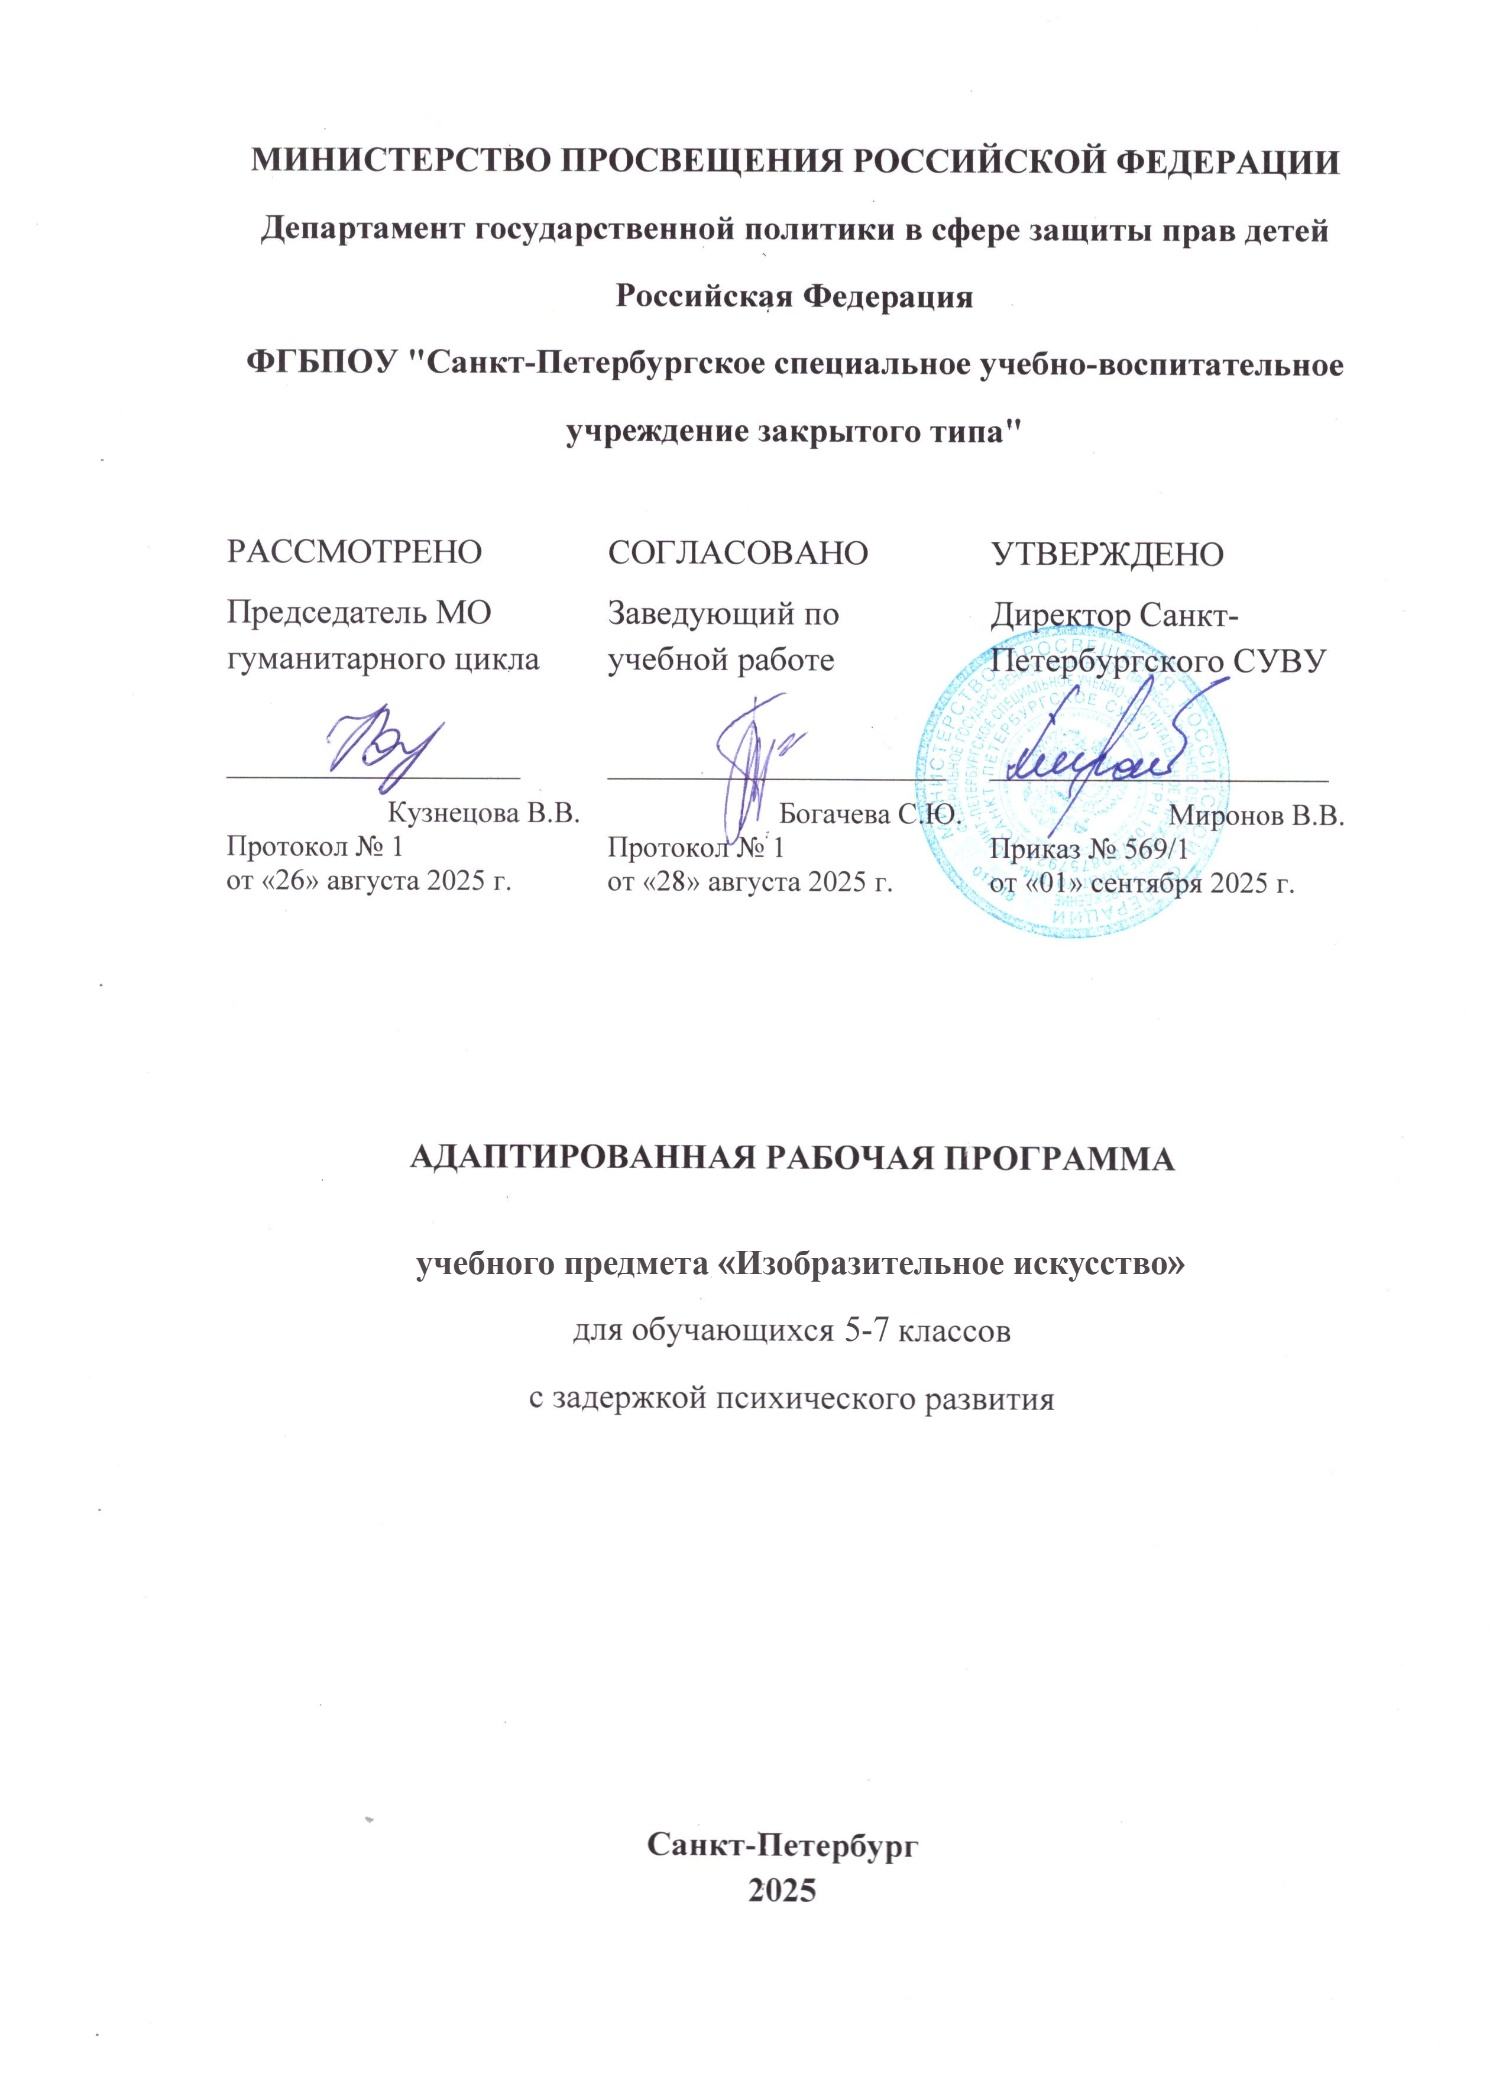 МИНИСТЕРСТВО ПРОСВЕЩЕНИЯ РОССИЙСКОЙ ФЕДЕРАЦИИ
Департамент государственной политики в сфере защиты прав детей
Российская Федерация
ФГБПОУ "Санкт-Петербургское специальное учебно-воспитательное
учреждение закрытого типа"
РАССМОТРЕНО
Председатель МО
гуманитарного цикла
Кузнецова В.В.
Протокол № 1
от «26» августа 2025 г.
СОГЛАСОВАНО
Заведующий по
учебной работе
Богачева С.Ю.
Протокол № 1
от «28» августа 2025 г.
УТВЕРЖДЕНО
Директор Санкт-
Петербургского СУВУ
Миронов В.В.
Приказ № 569/1
от «01» сентября 2025 г.
АДАПТИРОВАННАЯ РАБОЧАЯ ПРОГРАММА
учебного предмета «Изобразительное искусство»
для обучающихся 5-7 классов
с задержкой психического развития
Санкт-Петербург
2025